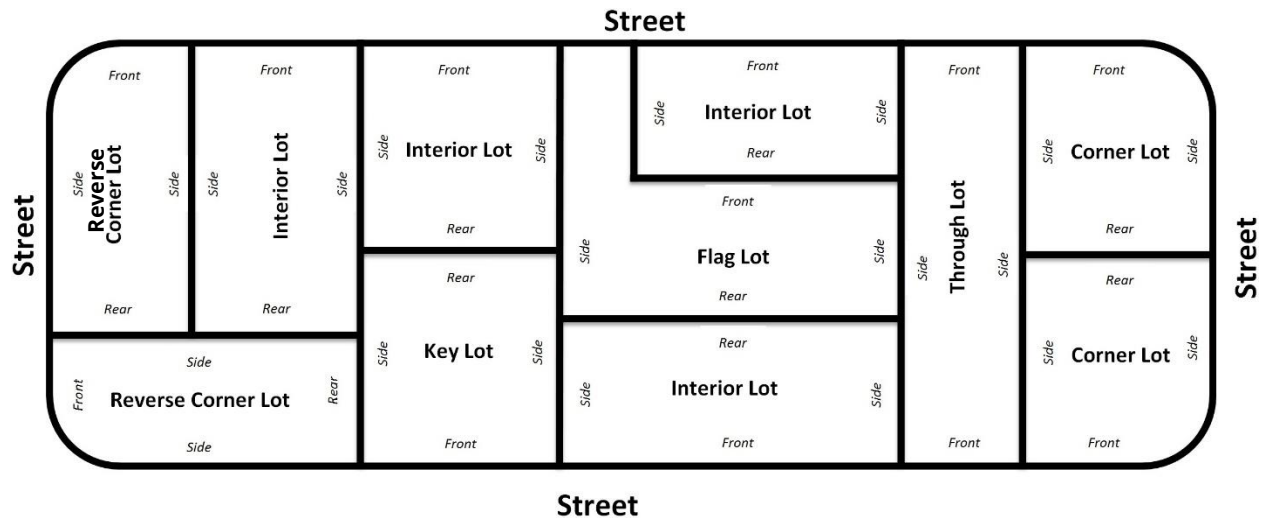 Street
Front
Front
Front
Front
Front
Front
Side
Side
Reverse
Corner Lot
Side
Side
Interior Lot
Side
Side
Interior Lot
Side
Rear
Side
Interior Lot
Side
Rear
Side
Corner Lot
Side
Rear
Street
Rear
Rear
Side
Front
Flag Lot
Rear
Side
Side
Through Lot
Side
Street
Front
Side
Reverse Corner Lot
Side
Rear
Rear
Side
Key Lot
Side
Front
Rear
Side
Interior Lot
Side
Front
Front
Rear
Side
Corner Lot
Side
Front
Street